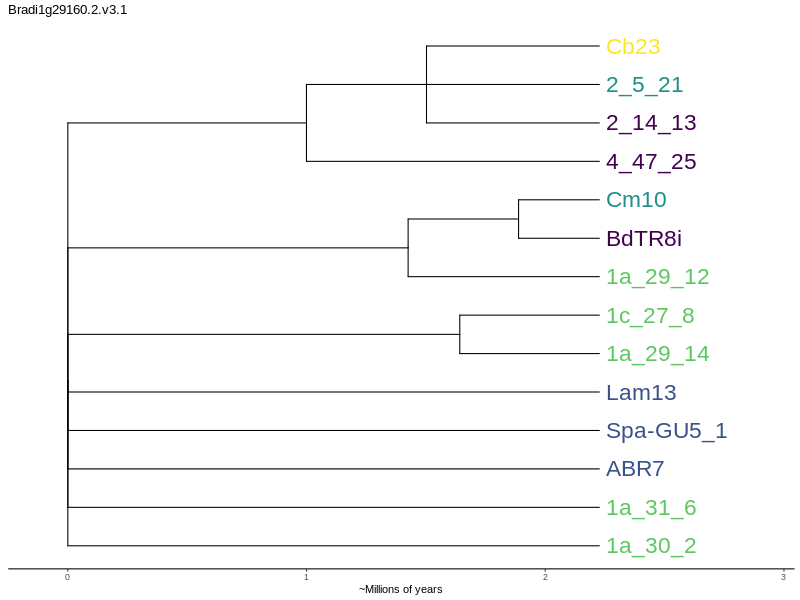 Bradi1g29160.2.v3.1
Cb23
2_5_21
2_14_13
4_47_25
Cm10
BdTR8i
1a_29_12
1c_27_8
1a_29_14
Lam13
Spa-GU5_1
ABR7
1a_31_6
1a_30_2
0 1 2 3
~Millions of years